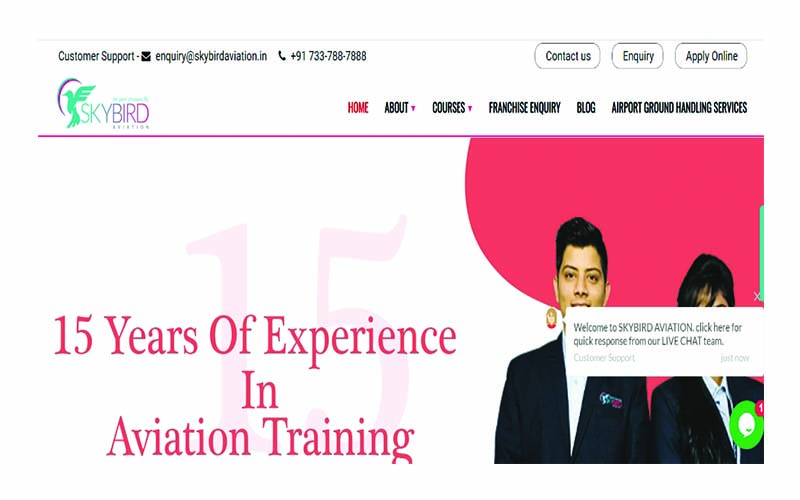 Customer Support - enquiry@skybirdaviation.in +91 733-788-7888
Contact us
Enquiry
Apply Online
SKYBIRD
AVIATION
HOME ABOUT COURSES FRANCHISE ENQUIRY BLOG AIRPORT GROUND HANDLING SERVICES
15
15 Years Of Experience
In
Aviation Training
X
Welcome to SKYBIRD AVIATION. click here for
quick response from our LIVE CHAT team.
Customer Support just now
1